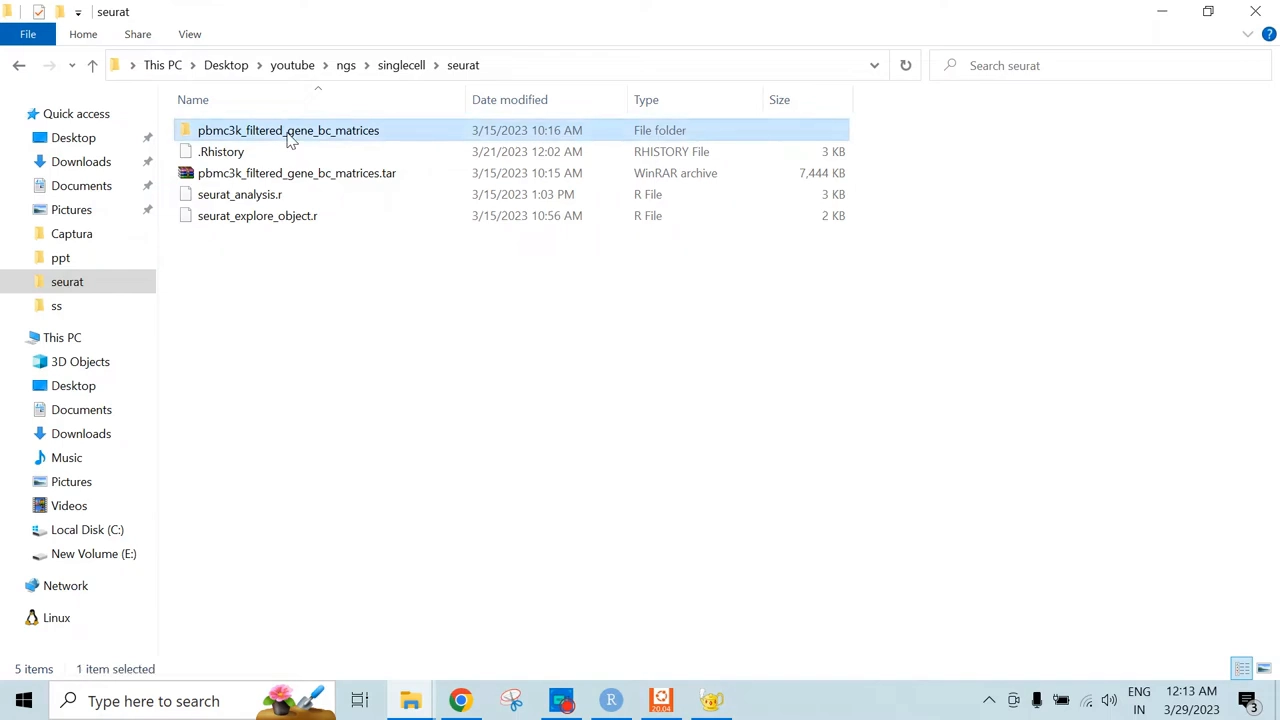 seurat
File Home Share View
This PC Desktop youtube ngs singlecell seurat Search seurat
Name Date modified Type Size
pbmc3k_filtered_gene_bc_matrices 3/15/2023 10:16 AM File folder
.Rhistory 3/21/2023 12:02 AM RHISTORY File 3 KB
pbmc3k_filtered_gene_bc_matrices.tar 3/15/2023 10:15 AM WinRAR archive 7,444 KB
seurat_analysis.r 3/15/2023 1:03 PM R File 3 KB
seurat_explore_object.r 3/15/2023 10:56 AM R File 2 KB
Quick access
Desktop
Downloads
Documents
Pictures
Captura
ppt
seurat
ss
This PC
3D Objects
Desktop
Documents
Downloads
Music
Pictures
Videos
Local Disk (C:)
New Volume (E:)
Network
Linux
5 items 1 item selected
Type here to search
R
20.04
ENG
IN
12:13 AM
3/29/2023
3